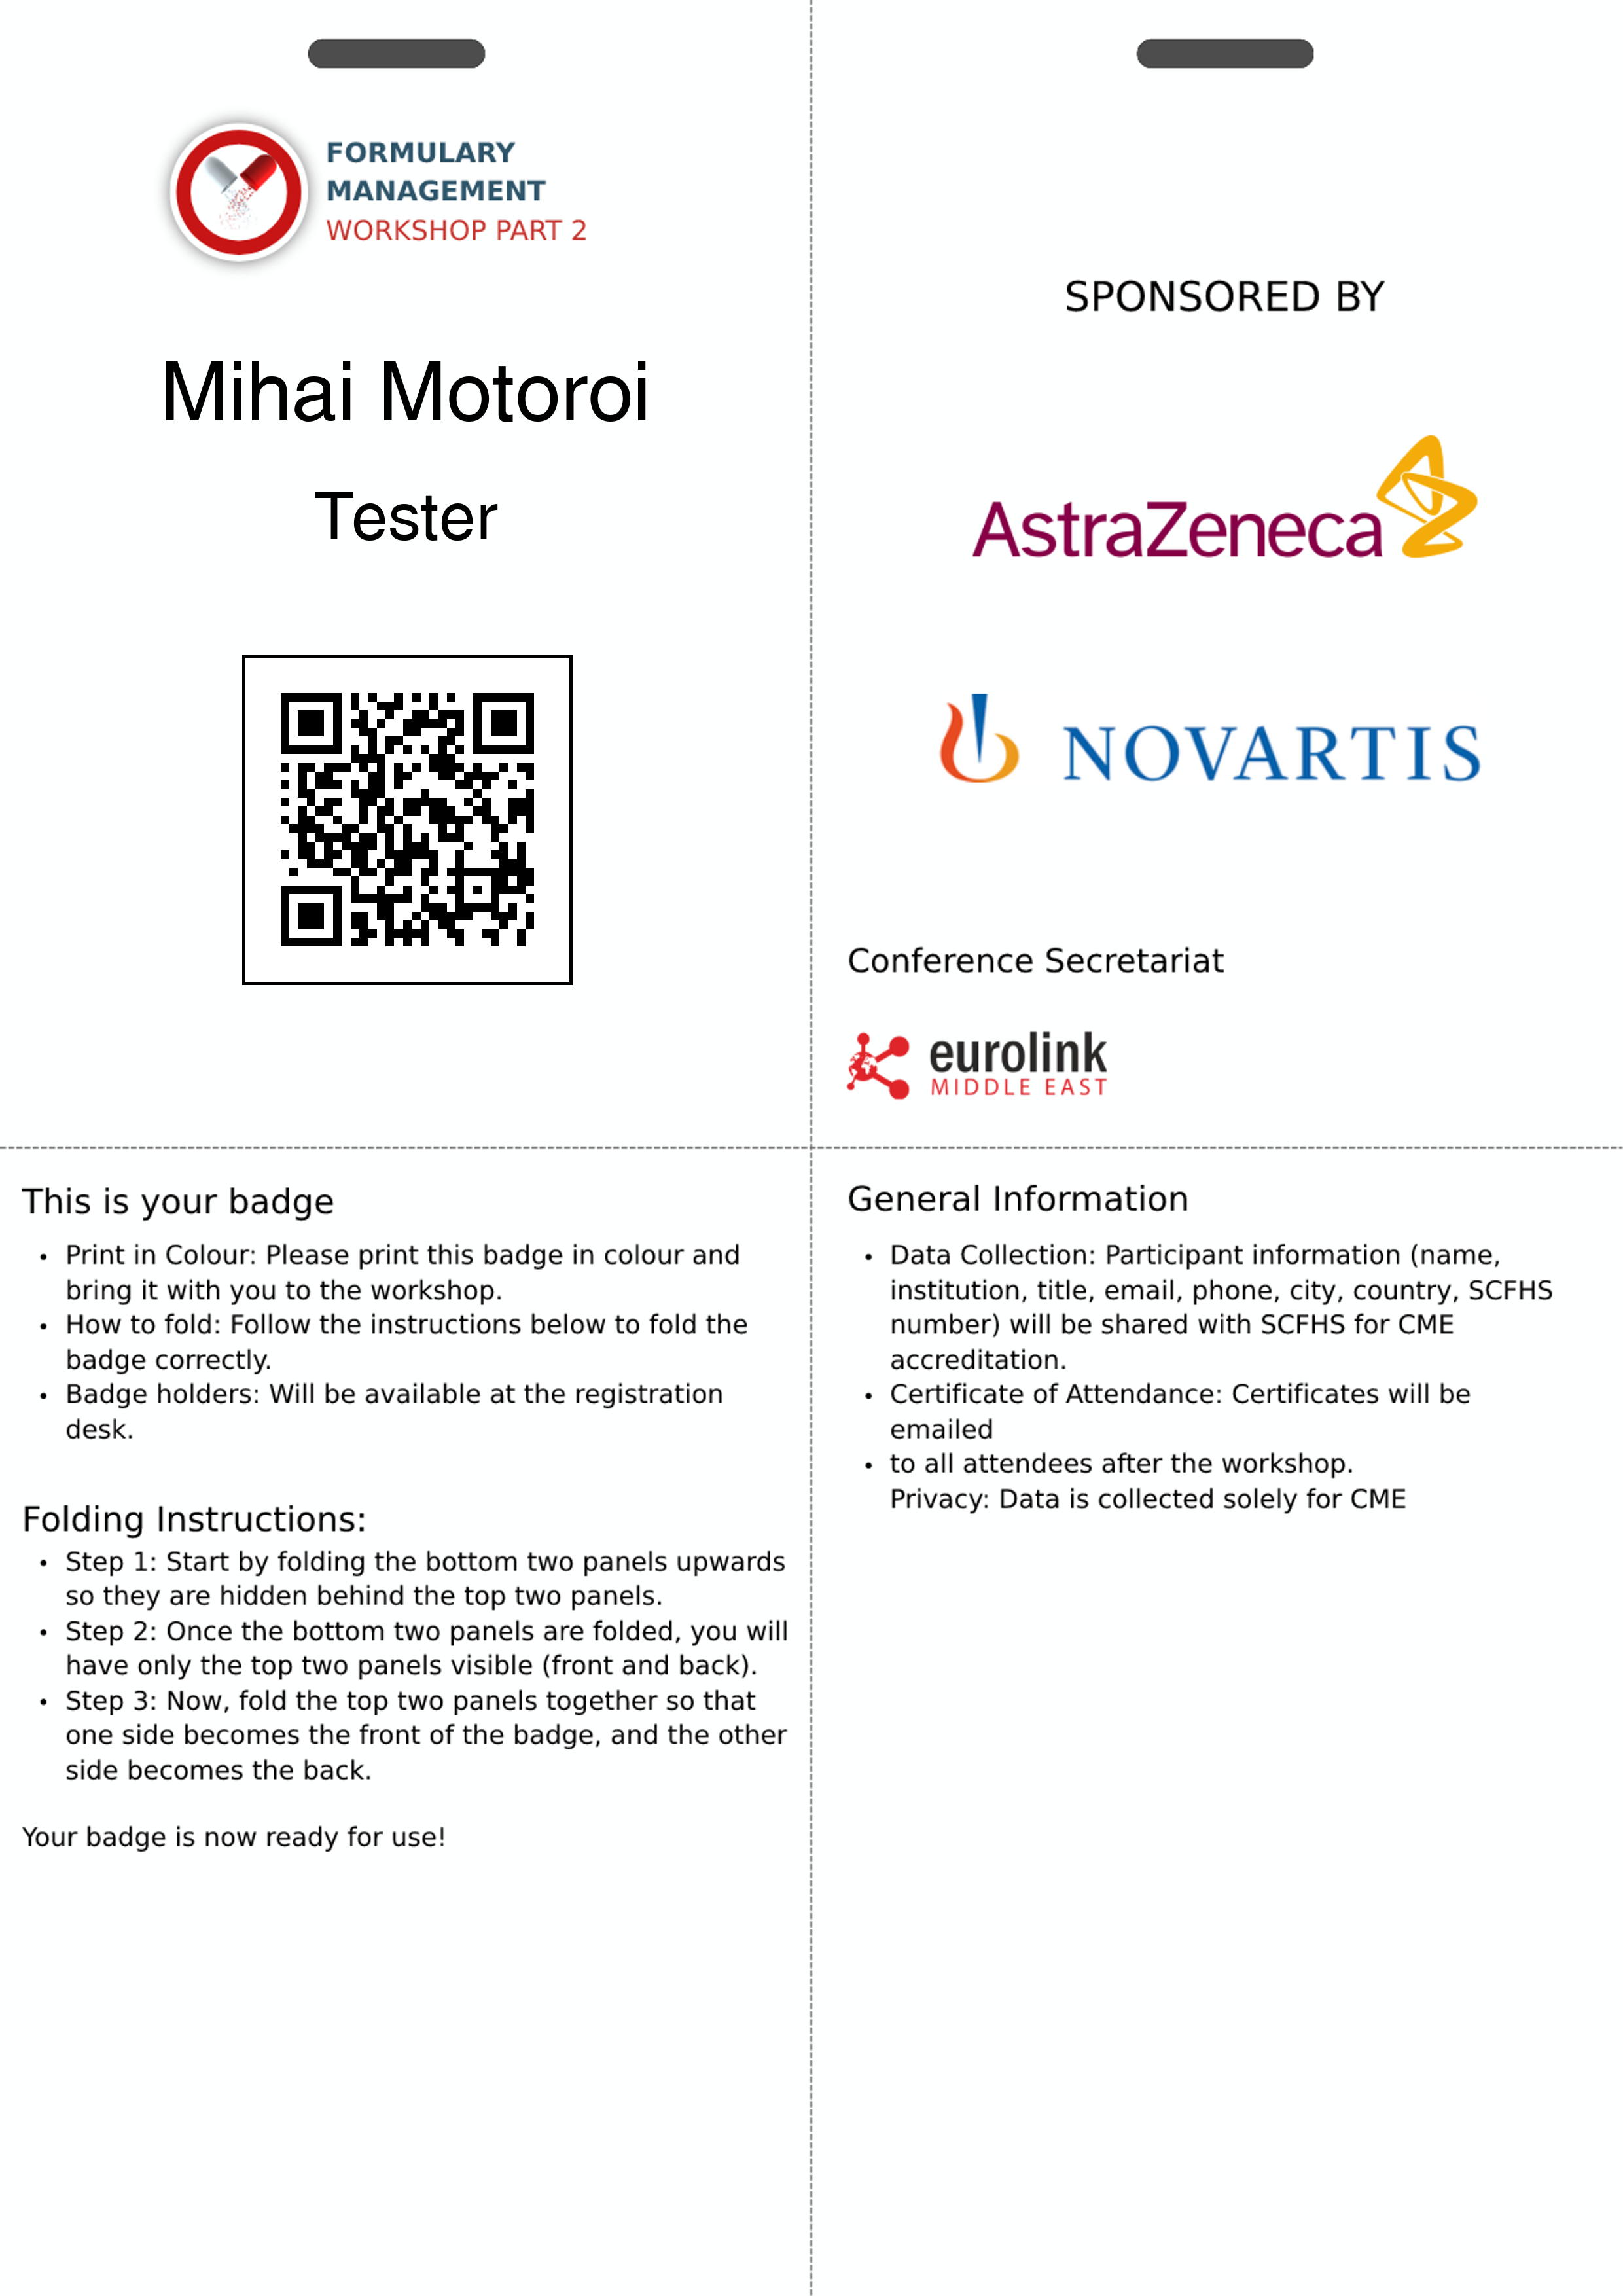 FORMULARY
MANAGEMENT
WORKSHOP PART 2
Mihai Motoroi
Tester
SPONSORED BY
AstraZeneca
NOVARTIS
Conference Secretariat
eurolink
MIDDLE EAST
This is your badge
• Print in Colour: Please print this badge in colour and
bring it with you to the workshop.
• How to fold: Follow the instructions below to fold the
badge correctly.
• Badge holders: Will be available at the registration
desk.
Folding Instructions:
• Step 1: Start by folding the bottom two panels upwards
so they are hidden behind the top two panels.
• Step 2: Once the bottom two panels are folded, you will
have only the top two panels visible (front and back).
• Step 3: Now, fold the top two panels together so that
one side becomes the front of the badge, and the other
side becomes the back.
Your badge is now ready for use!
General Information
• Data Collection: Participant information (name,
institution, title, email, phone, city, country, SCFHS
number) will be shared with SCFHS for CME
accreditation.
• Certificate of Attendance: Certificates will be
emailed
• to all attendees after the workshop.
Privacy: Data is collected solely for CME